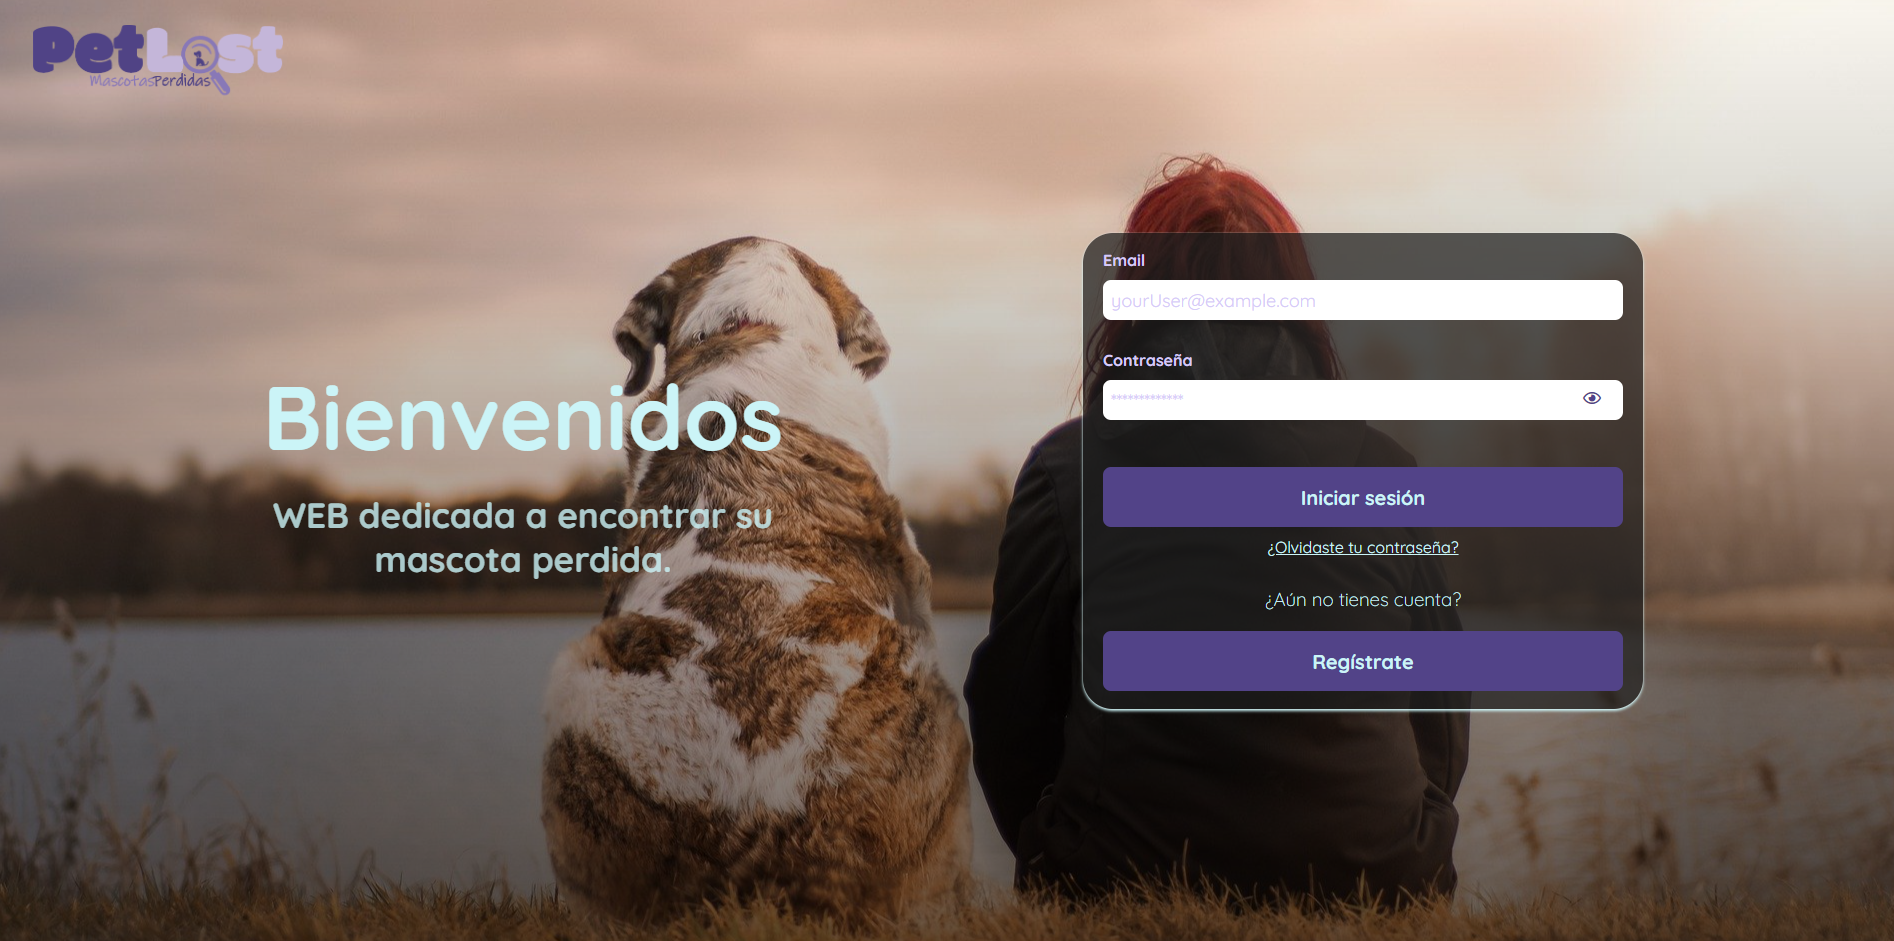 PetLost
MascotasPerdidas
Bienvenidos
WEB dedicada a encontrar su
mascota perdida.
Email
yourUser@example.com
Contraseña
*************
Iniciar sesión
¿Olvidaste tu contraseña?
¿Aún no tienes cuenta?
Regístrate